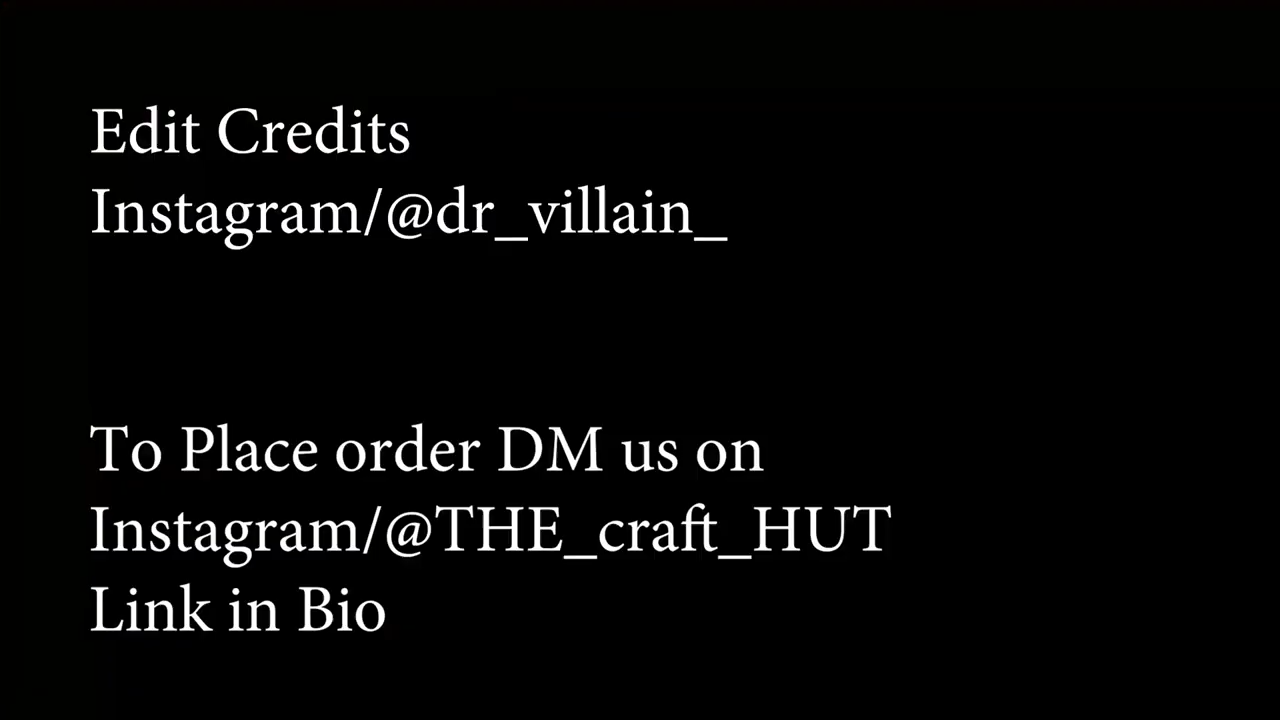 Edit Credits
Instagram/@dr_villain_
To Place order DM us on
Instagram/@THE_craft_HUT
Link in Bio